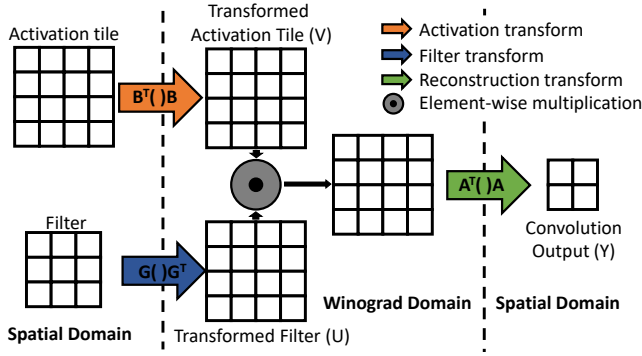 Activation tile
Transformed
Activation Tile (V)
Activation transform
Filter transform
Reconstruction transform
Element-wise multiplication
Bᵀ( )B
Aᵀ( )A
Filter
G( )Gᵀ
Convolution
Output (Y)
Spatial Domain
Transformed Filter (U)
Winograd Domain
Spatial Domain